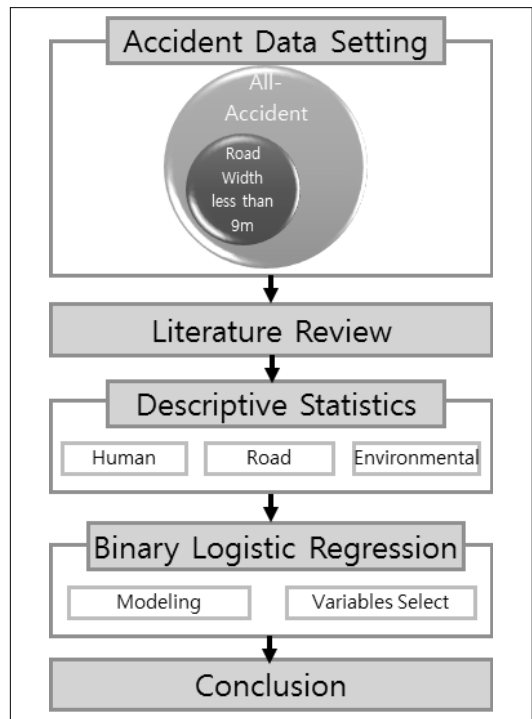 Accident Data Setting
All-
Accident
Road
Width
less than
9m
Literature Review
Descriptive Statistics
Human
Road
Environmental
Binary Logistic Regression
Modeling
Variables Select
Conclusion